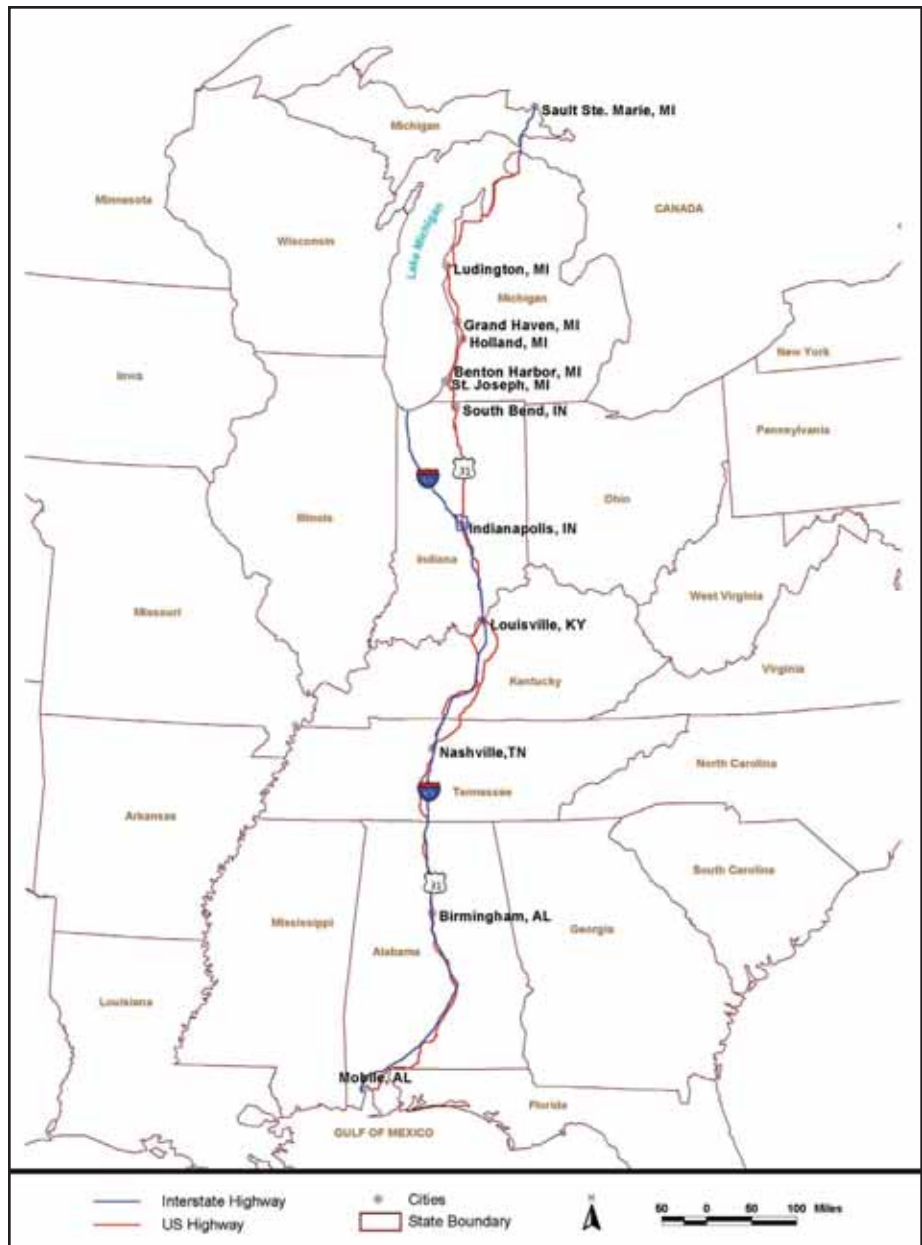 Sault Ste. Marie, MI
Michigan
Minnesota
CANADA
Wisconsin
Lake Michigan
Ludington, MI
Michigan
Grand Haven, MI
Holland, MI
New York
Iowa
Benton Harbor, MI
St. Joseph, MI
South Bend, IN
Pennsylvania
31
65
Ohio
Illinois
Indianapolis, IN
Indiana
West Virginia
Missouri
Louisville, KY
Virginia
Kentucky
Nashville,TN
North Carolina
65
Tennessee
Arkansas
South Carolina
31
Birmingham, AL
Mississippi
Georgia
Alabama
Louisiana
Mobile, AL
Florida
GULF OF MEXICO
Interstate Highway
US Highway
Cities
State Boundary
N
50 0 50 100 Miles